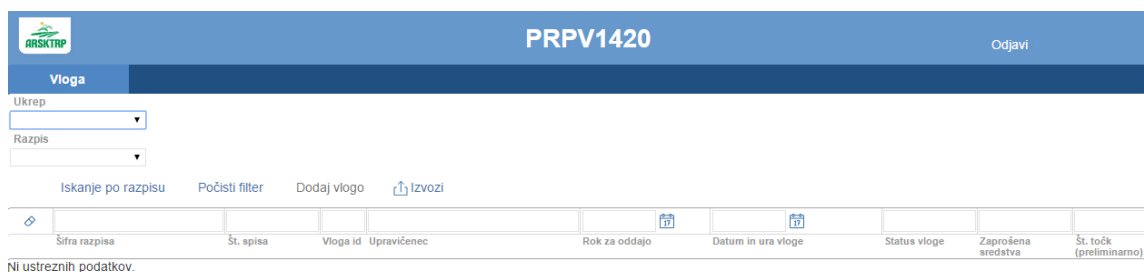 ARSKTRP
PRPV1420
Odjavi
Vloga
Ukrep
Razpis
Iskanje po razpisu Počisti filter Dodaj vlogo Izvozi
17 17
Šifra razpisa Št. spisa Vloga id Upravičenec Rok za oddajo Datum in ura vloge Status vloge Zaprošena sredstva Št. točk (preliminarno)
Ni ustreznih podatkov.